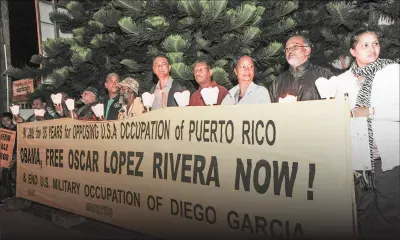 IN JAIL for 35 YEARS for OPPOSING U.S.A OCCUPATION of PUERTO RICO
OBAMA, FREE OSCAR LOPEZ RIVERA NOW !
& END U.S. MILITARY OCCUPATION OF DIEGO GARCIA